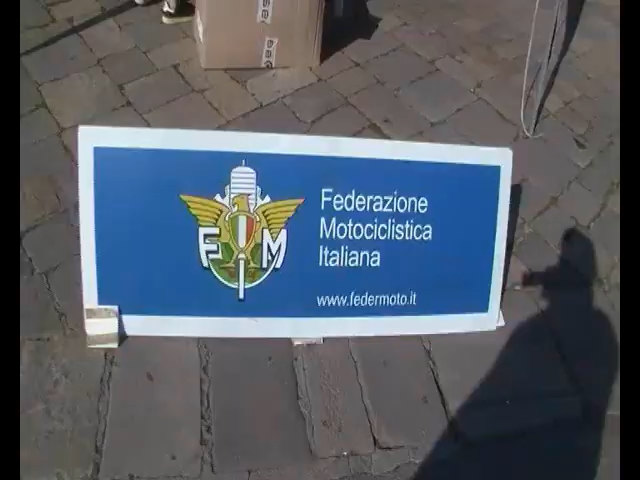 Federazione
Motociclistica
Italiana
www.federmoto.it
F M
I